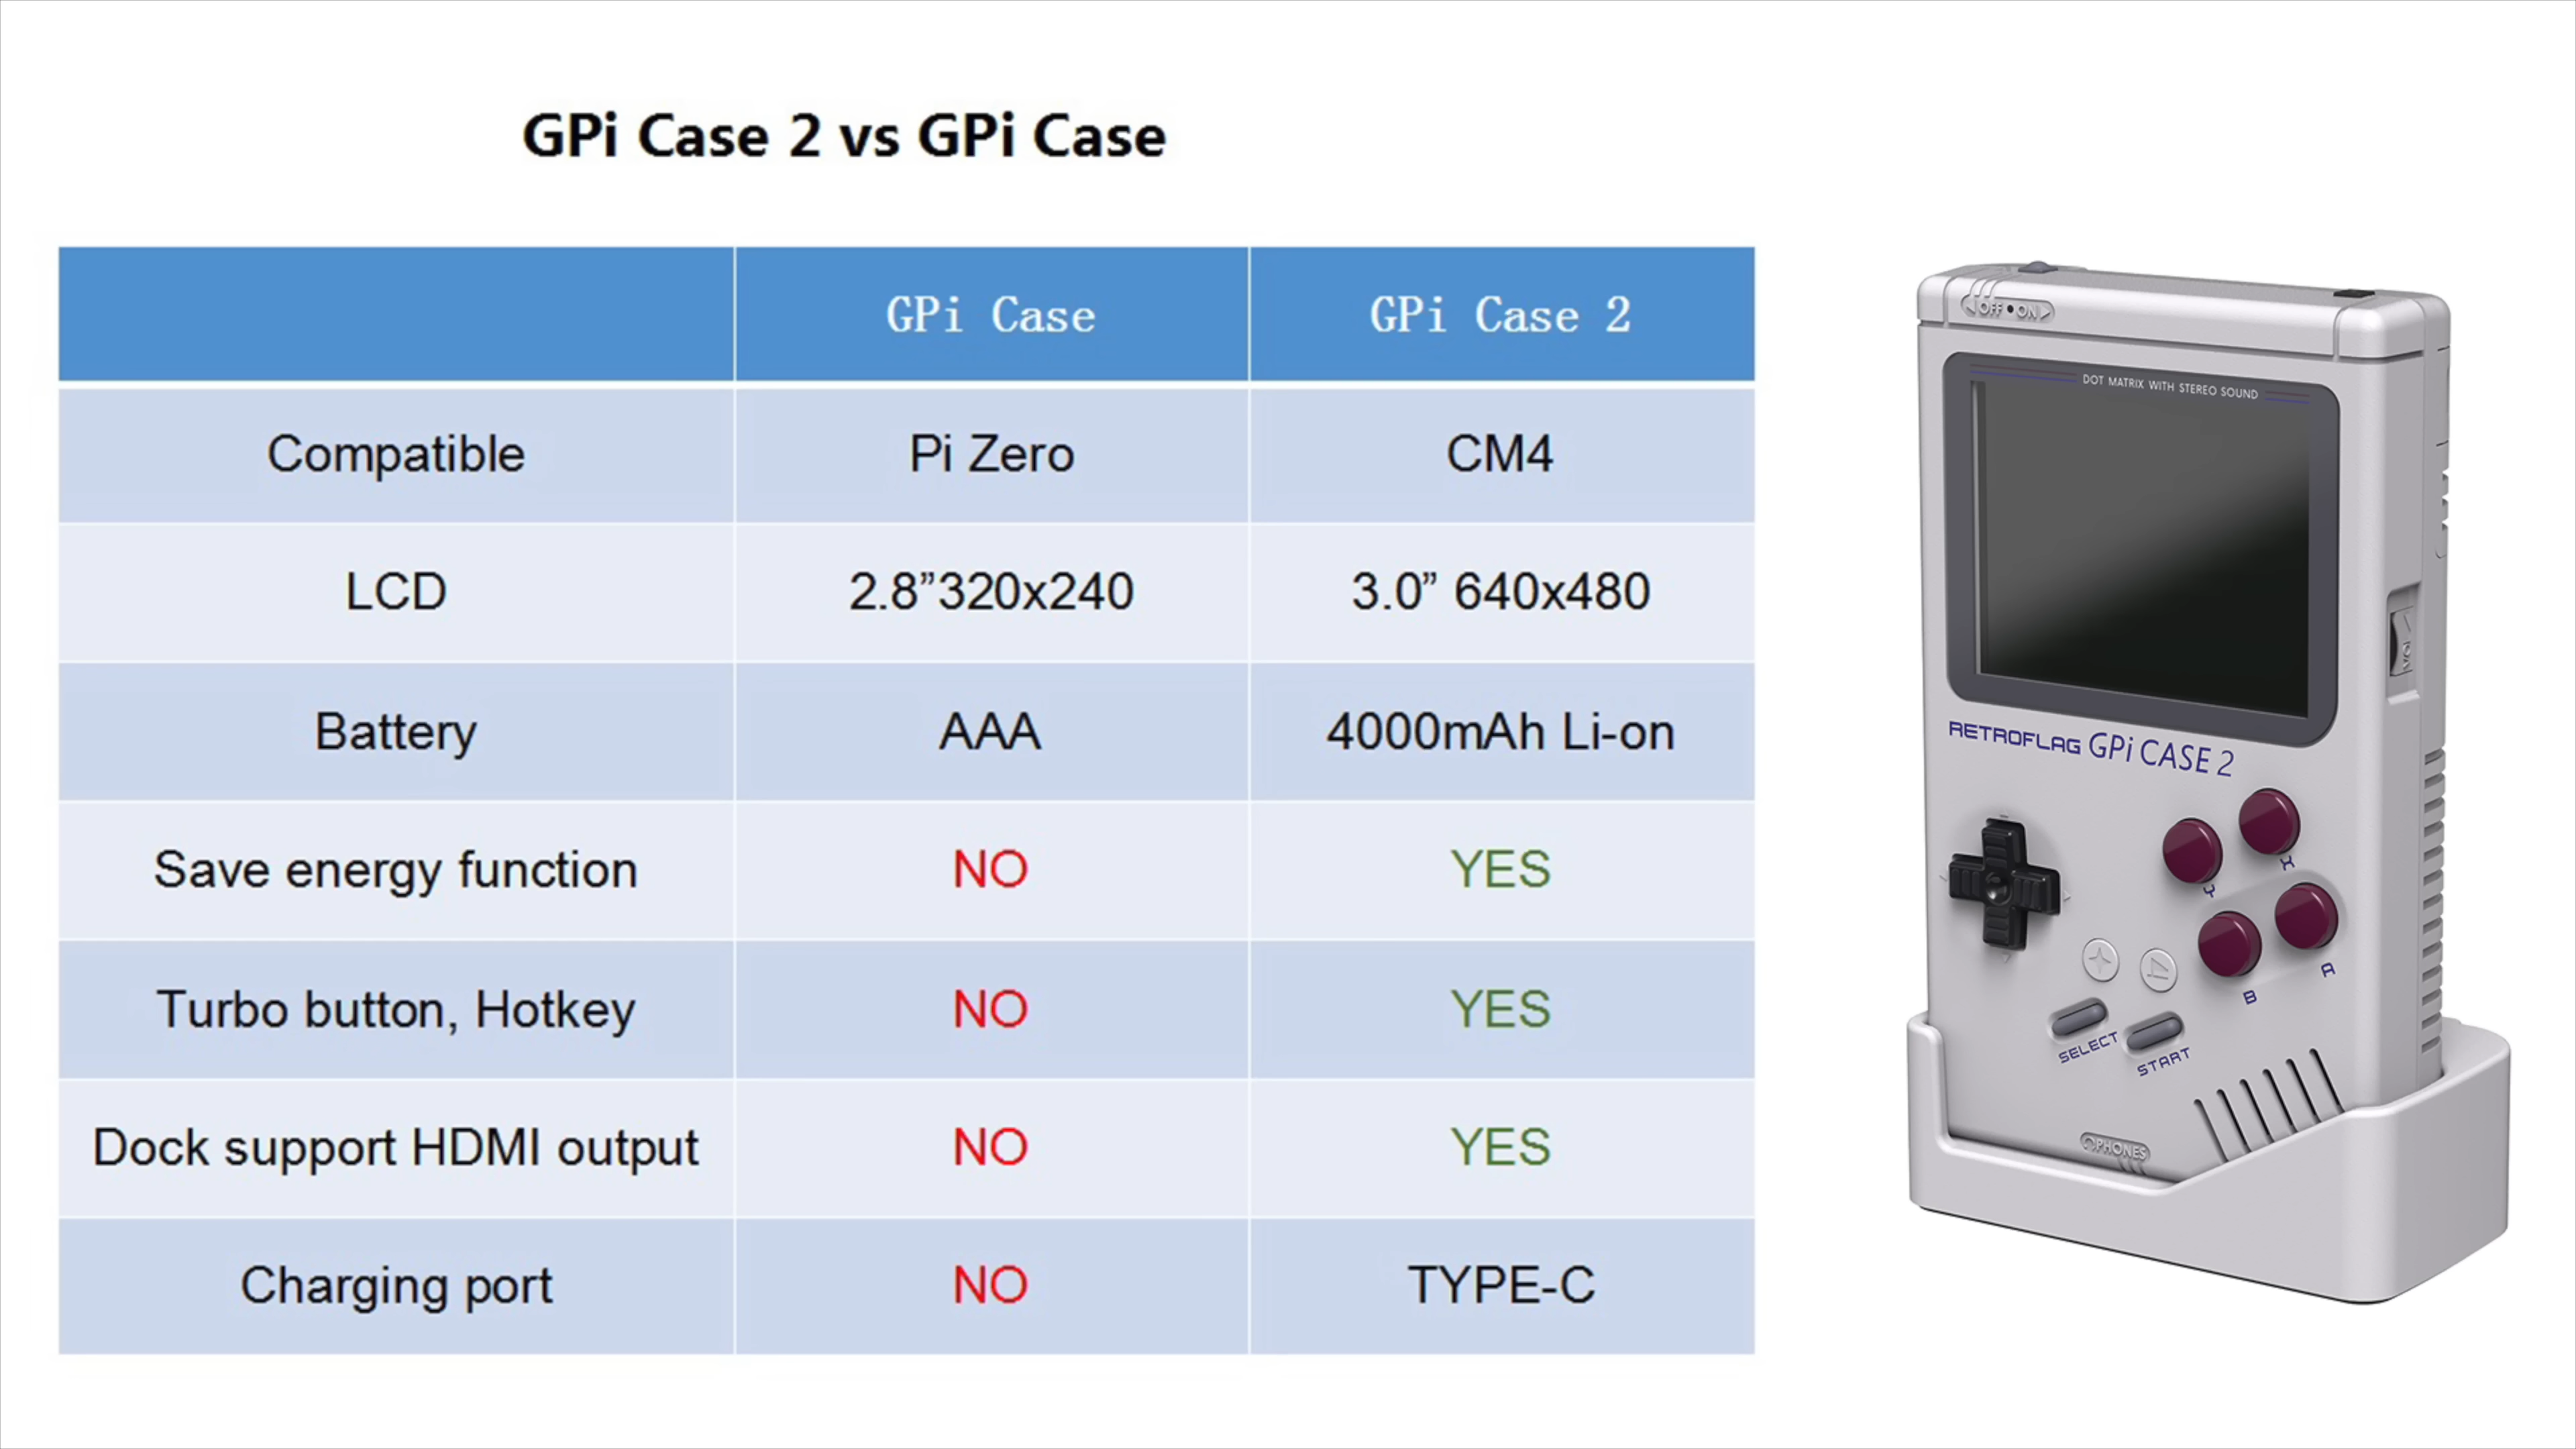 GPi Case 2 vs GPi Case
GPi Case GPi Case 2
Compatible Pi Zero CM4
LCD 2.8”320x240 3.0” 640x480
Battery AAA 4000mAh Li-on
Save energy function NO YES
Turbo button, Hotkey NO YES
Dock support HDMI output NO YES
Charging port NO TYPE-C
OFF ON
DOT MATRIX WITH STEREO SOUND
VOL
RETROFLAG GPi CASE 2
X
Y
A
B
SELECT
START
PHONES